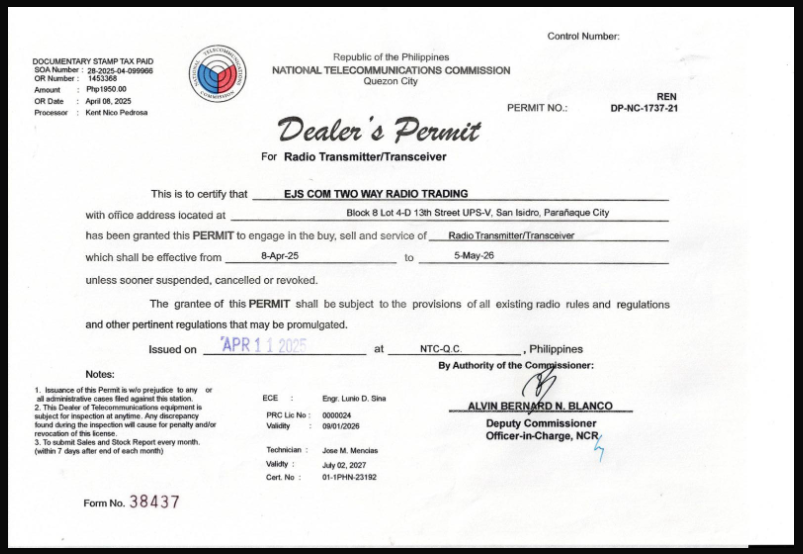 Control Number:
DOCUMENTARY STAMP TAX PAID
SOA Number : 28-2025-04-099966
OR Number : 1453368
Amount : Php1950.00
OR Date : April 08, 2025
Processor : Kent Nico Pedrosa
NATIONAL TELECOMMUNICATIONS COMMISSION
Republic of the Philippines
NATIONAL TELECOMMUNICATIONS COMMISSION
Quezon City
REN
PERMIT NO.: DP-NC-1737-21
Dealer's Permit
For Radio Transmitter/Transceiver
This is to certify that EJS COM TWO WAY RADIO TRADING
with office address located at Block 8 Lot 4-D 13th Street UPS-V, San Isidro, Parañaque City
has been granted this PERMIT to engage in the buy, sell and service of Radio Transmitter/Transceiver
which shall be effective from 8-Apr-25 to 5-May-26
unless sooner suspended, cancelled or revoked.
The grantee of this PERMIT shall be subject to the provisions of all existing radio rules and regulations
and other pertinent regulations that may be promulgated.
Issued on APR 11 2025 at NTC-Q.C. , Philippines
By Authority of the Commissioner:
Notes:
1. Issuance of this Permit is w/o prejudice to any or
all administrative cases filed against this station.
2. This Dealer of Telecommunications equipment is
subject for inspection at anytime. Any discrepancy
found during the inspection will cause for penalty and/or
revocation of this license.
3. To submit Sales and Stock Report every month.
(within 7 days after end of each month)
ECE : Engr. Lunio D. Sina
PRC Lic No : 0000024
Validity : 09/01/2026
Technician : Jose M. Mencias
Validty : July 02, 2027
Cert. No : 01-1PHN-23192
ALVIN BERNARD N. BLANCO
Deputy Commissioner
Officer-in-Charge, NCR
Form No. 38437